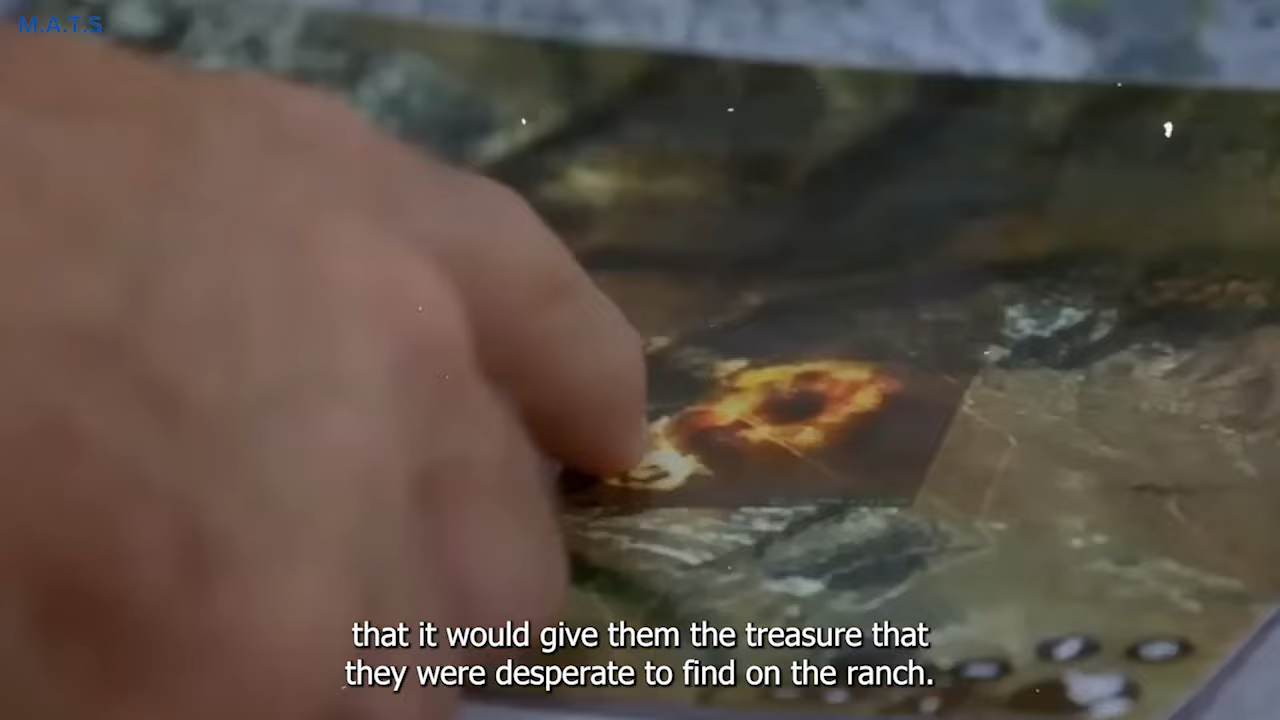 M.A.T.S
that it would give them the treasure that
they were desperate to find on the ranch.